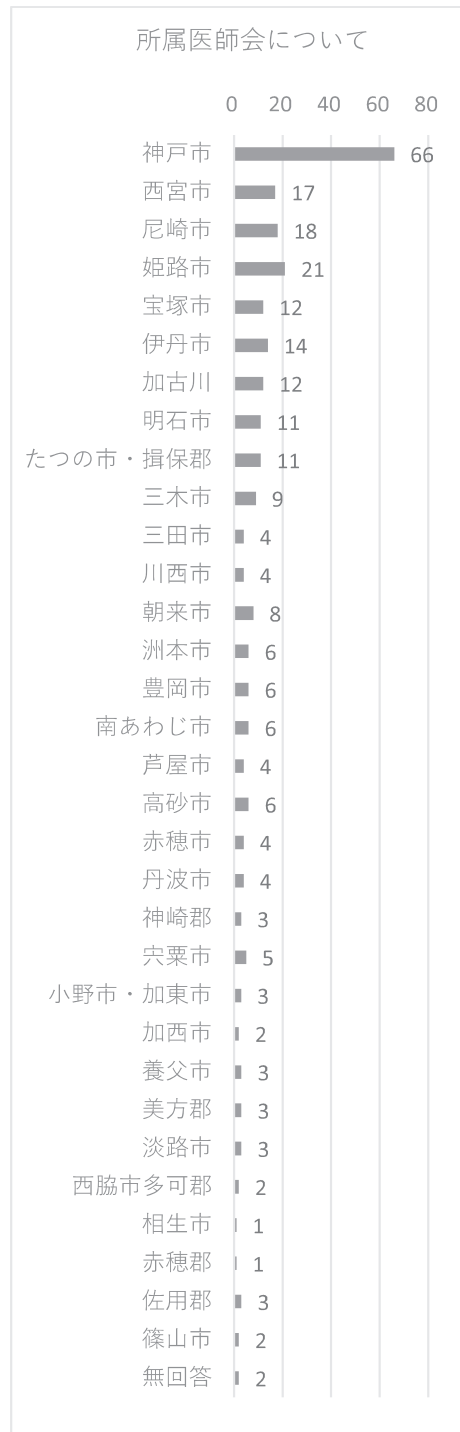 所属医師会について
0 20 40 60 80
神戸市 66
西宮市 17
尼崎市 18
姫路市 21
宝塚市 12
伊丹市 14
加古川 12
明石市 11
たつの市・揖保郡 11
三木市 9
三田市 4
川西市 4
朝来市 8
洲本市 6
豊岡市 6
南あわじ市 6
芦屋市 4
高砂市 6
赤穂市 4
丹波市 4
神崎郡 3
宍粟市 5
小野市・加東市 3
加西市 2
養父市 3
美方郡 3
淡路市 3
西脇市多可郡 2
相生市 1
赤穂郡 1
佐用郡 3
篠山市 2
無回答 2